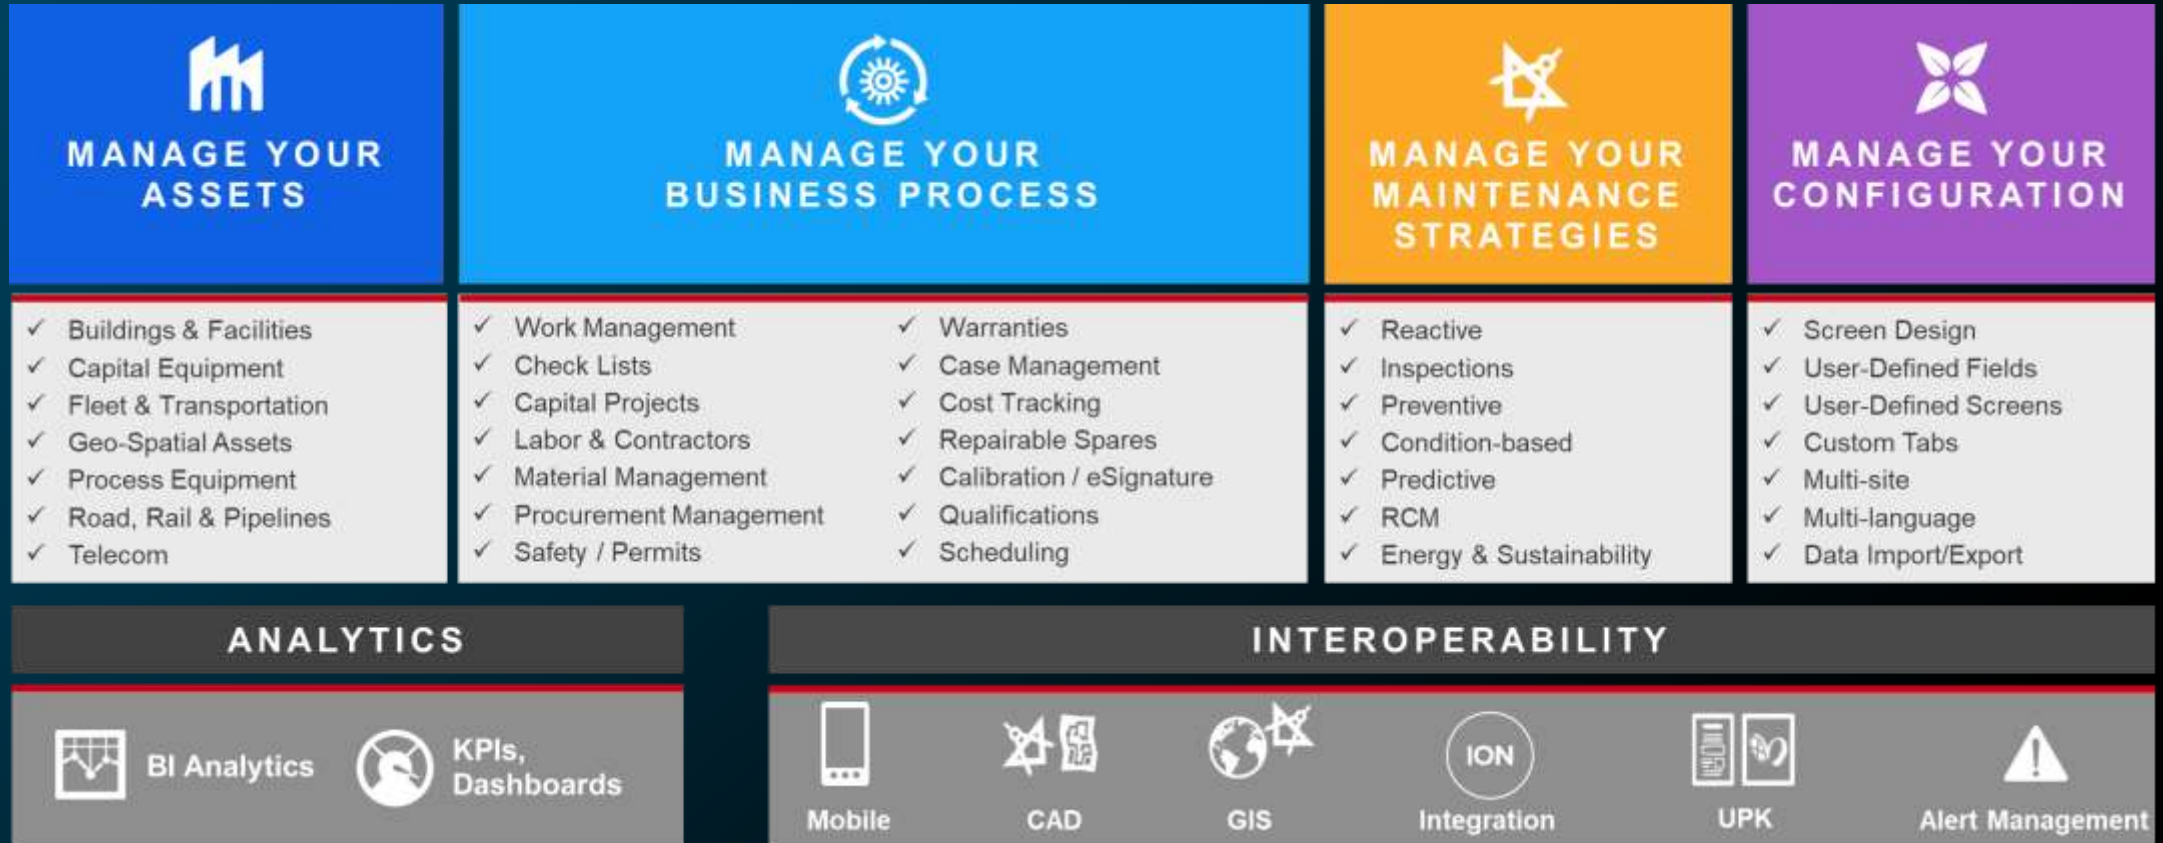 MANAGE YOUR
ASSETS
Buildings & Facilities
Capital Equipment
Fleet & Transportation
Geo-Spatial Assets
Process Equipment
Road, Rail & Pipelines
Telecom
MANAGE YOUR
BUSINESS PROCESS
Work Management
Check Lists
Capital Projects
Labor & Contractors
Material Management
Procurement Management
Safety / Permits
Warranties
Case Management
Cost Tracking
Repairable Spares
Calibration / eSignature
Qualifications
Scheduling
MANAGE YOUR
MAINTENANCE
STRATEGIES
Reactive
Inspections
Preventive
Condition-based
Predictive
RCM
Energy & Sustainability
MANAGE YOUR
CONFIGURATION
Screen Design
User-Defined Fields
User-Defined Screens
Custom Tabs
Multi-site
Multi-language
Data Import/Export
ANALYTICS
BI Analytics
KPIs,
Dashboards
INTEROPERABILITY
Mobile
CAD
GIS
ION
Integration
UPK
Alert Management